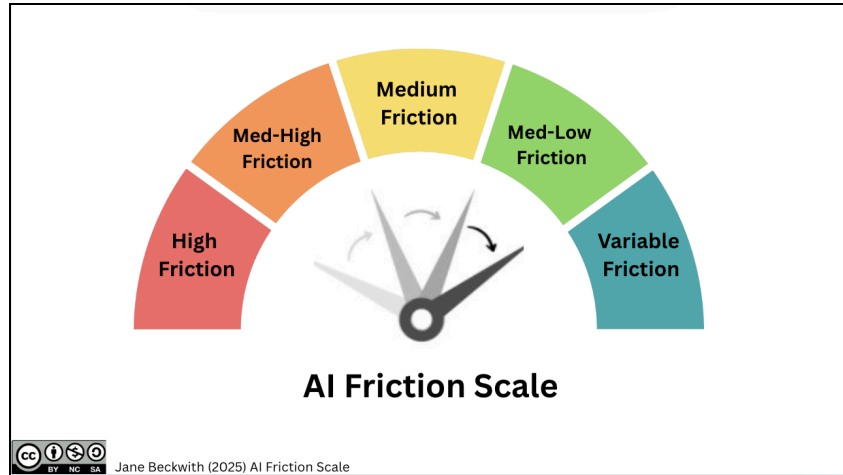 Medium
Friction
Med-High
Friction
Med-Low
Friction
High
Friction
Variable
Friction
AI Friction Scale
cc
BY NC SA
Jane Beckwith (2025) AI Friction Scale